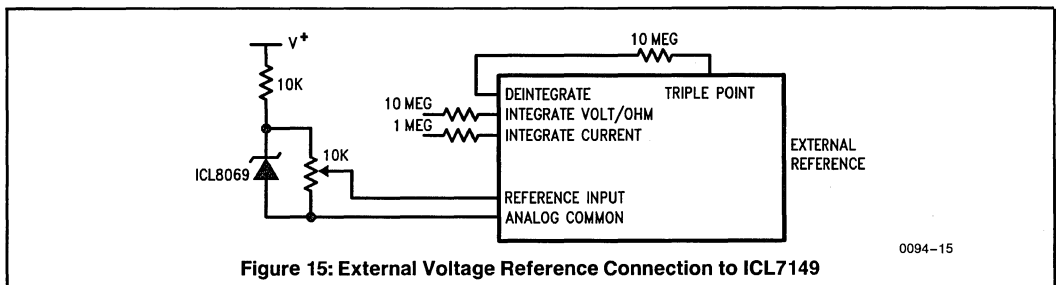 V+
10K
10 MEG
DEINTEGRATE
TRIPLE POINT
10 MEG
INTEGRATE VOLT/OHM
1 MEG
INTEGRATE CURRENT
EXTERNAL
REFERENCE
10K
ICL8069
REFERENCE INPUT
ANALOG COMMON
0094–15
Figure 15: External Voltage Reference Connection to ICL7149